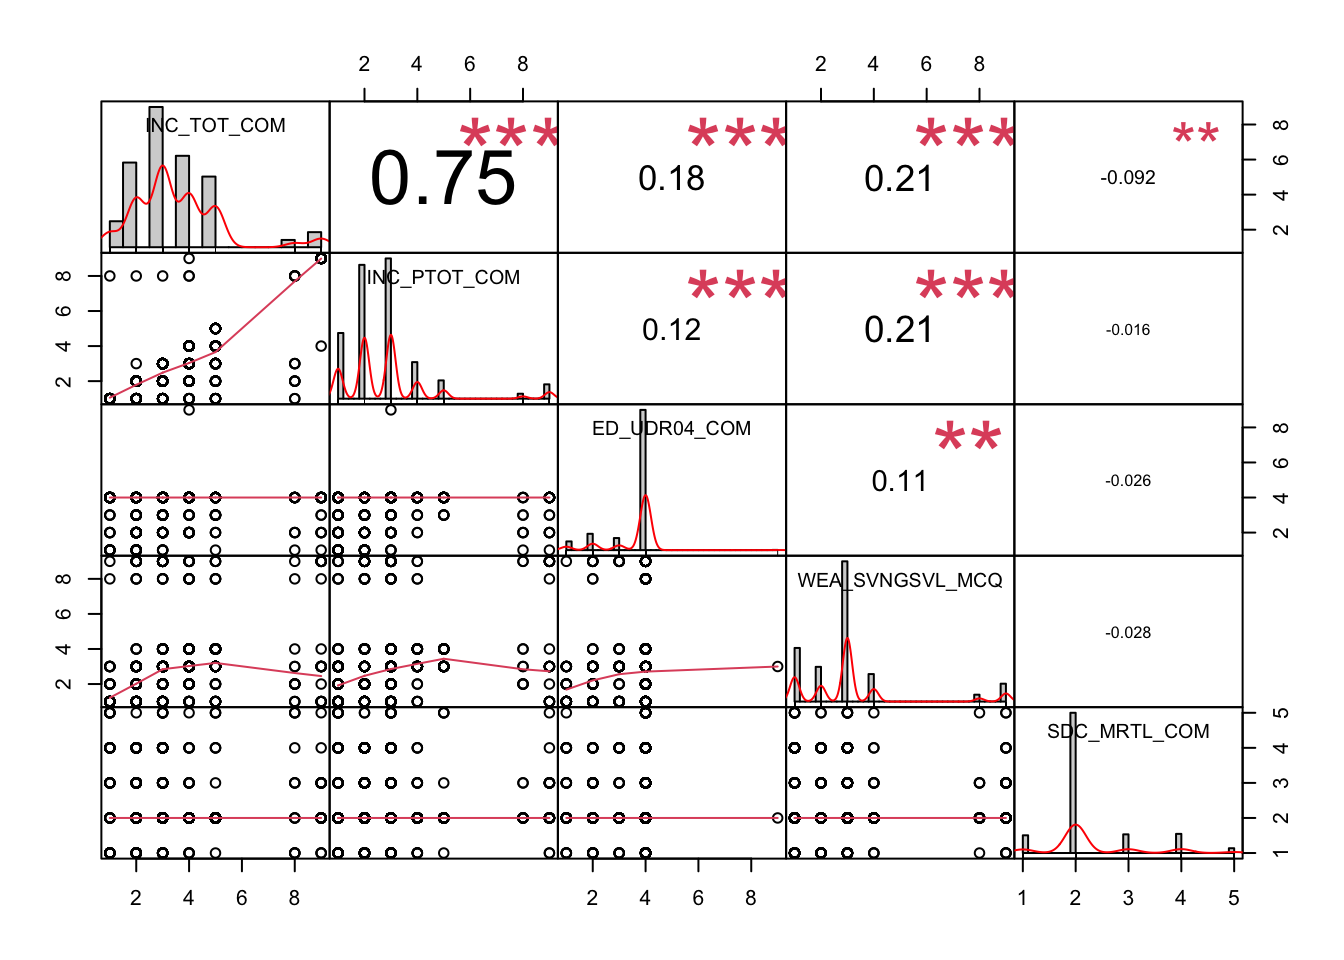 2 4 6 8 2 4 6 8
INC_TOT_COM 0.75 *** 0.18 *** 0.21 *** -0.092 ** 8 6 4 2
8 6 4 2 INC_PTOT_COM 0.12 *** 0.21 *** -0.016
ED_UDR04_COM 0.11 ** -0.026 8 6 4 2
8 6 4 2 WEA_SVNGSVL_MCQ -0.028
SDC_MRTL_COM 5 4 3 2 1
2 4 6 8 2 4 6 8 1 2 3 4 5